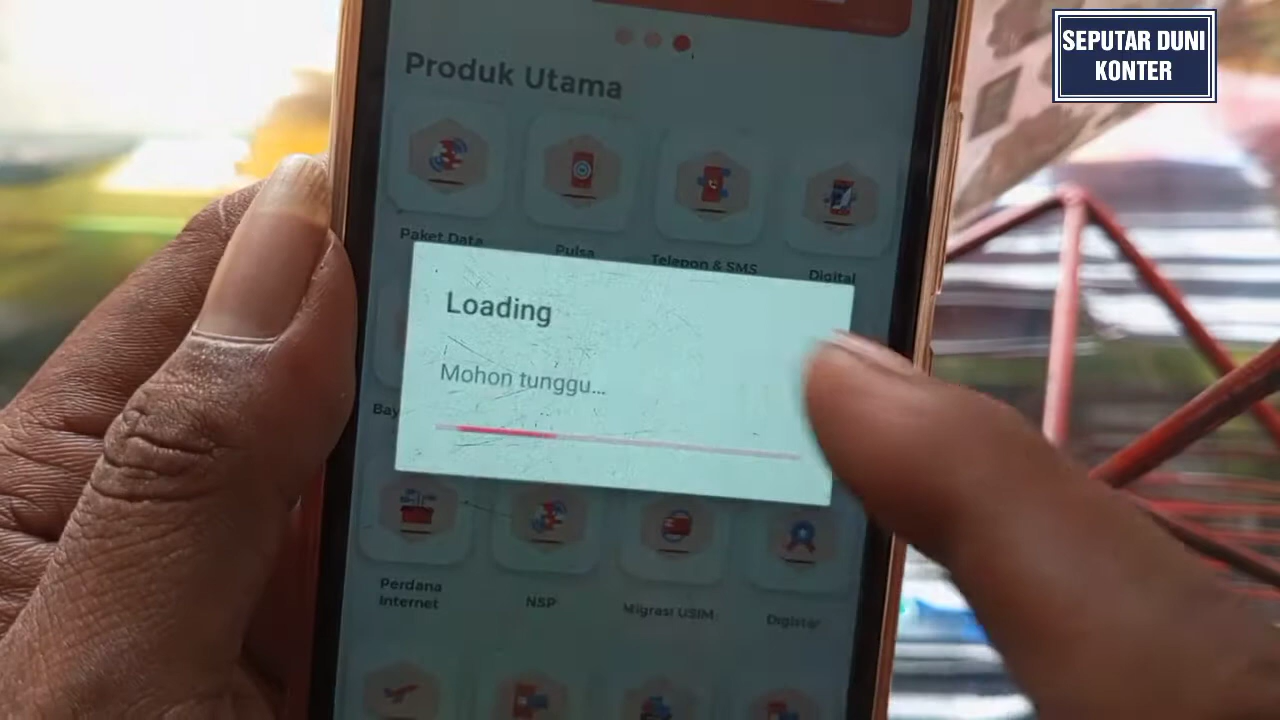 SEPUTAR DUNI
KONTER
Produk Utama
Paket Data
Pulsa
Telepon & SMS
Digital
Loading
Mohon tunggu...
Bay
Perdana
Internet
NSP
Migrasi USIM
Digistar